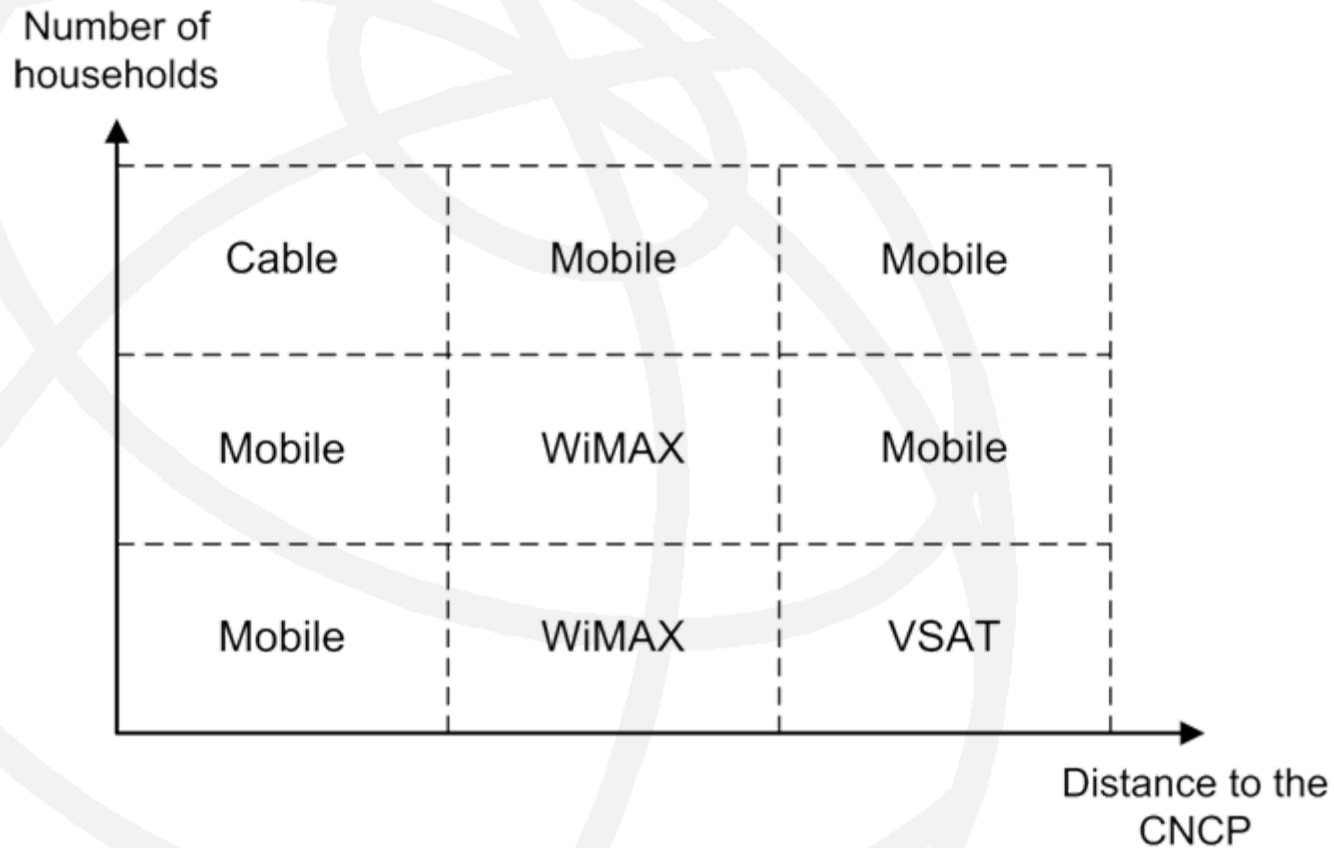 Number of
households
Cable Mobile Mobile
Mobile WiMAX Mobile
Mobile WiMAX VSAT
Distance to the
CNCP